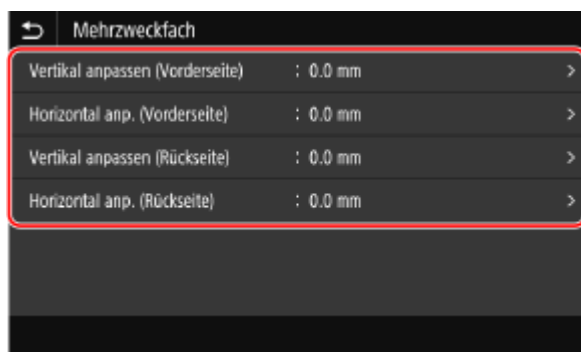 Mehrzweckfach
Vertikal anpassen (Vorderseite) : 0.0 mm >
Horizontal anp. (Vorderseite) : 0.0 mm >
Vertikal anpassen (Rückseite) : 0.0 mm >
Horizontal anp. (Rückseite) : 0.0 mm >